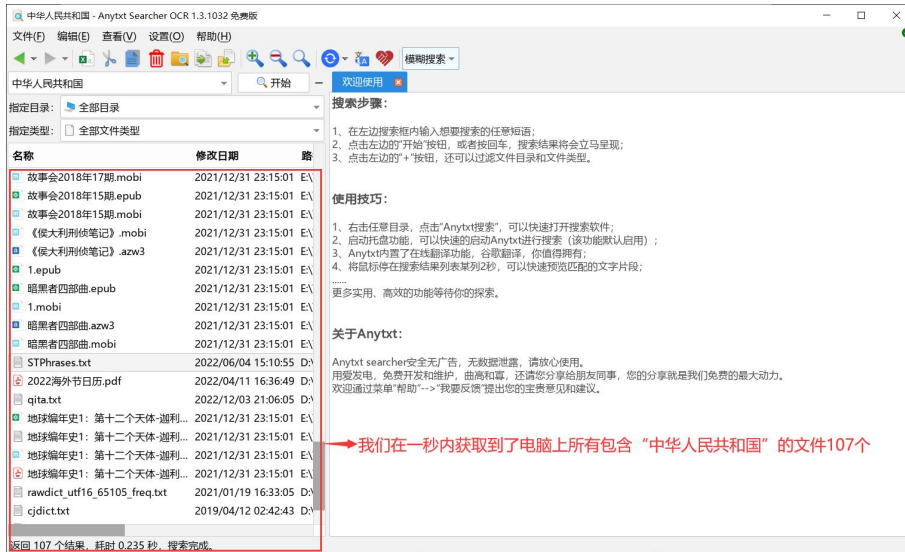 中华人民共和国 - Anytxt Searcher OCR 1.3.1032 免费版
文件(F) 编辑(E) 查看(V) 设置(O) 帮助(H)
模糊搜索
中华人民共和国 开始 欢迎使用
指定目录: 全部目录
指定类型: 全部文件类型
名称 修改日期 路
故事会2018年17期.mobi 2021/12/31 23:15:01 E:\
故事会2018年15期.epub 2021/12/31 23:15:01 E:\
故事会2018年15期.mobi 2021/12/31 23:15:01 E:\
《侯大利刑侦笔记》.mobi 2021/12/31 23:15:01 E:\
《侯大利刑侦笔记》.azw3 2021/12/31 23:15:01 E:\
1.epub 2021/12/31 23:15:01 E:\
暗黑者四部曲.epub 2021/12/31 23:15:01 E:\
1.mobi 2021/12/31 23:15:01 E:\
暗黑者四部曲.azw3 2021/12/31 23:15:01 E:\
暗黑者四部曲.mobi 2021/12/31 23:15:01 E:\
STPhrases.txt 2022/06/04 15:10:55 D:\
2022海外节日历.pdf 2022/04/11 16:36:49 D:\
qita.txt 2022/12/03 21:06:05 D:\
地球编年史1：第十二个天体-迦利... 2021/12/31 23:15:01 E:\
地球编年史1：第十二个天体-迦利... 2021/12/31 23:15:01 E:\
地球编年史1：第十二个天体-迦利... 2021/12/31 23:15:01 E:\
地球编年史1：第十二个天体-迦利... 2021/12/31 23:15:01 E:\
rawdict_utf16_65105_freq.txt 2021/01/19 16:33:05 D:\
cjdict.txt 2019/04/12 02:42:43 D:\
返回 107 个结果，耗时 0.235 秒，搜索完成。
搜索步骤：
1、在左边搜索框内输入想要搜索的任意短语;
2、点击左边的"开始"按钮，或者按回车，搜索结果将会立马呈现;
3、点击左边的"+"按钮，还可以过滤文件目录和文件类型。
使用技巧：
1、右击任意目录，点击"Anytxt搜索"，可以快速打开搜索软件;
2、启动托盘功能，可以快速的启动Anytxt进行搜索（该功能默认启用）;
3、Anytxt内置了在线翻译功能，谷歌翻译，你值得拥有;
4、将鼠标停在搜索结果列表某列2秒，可以快速预览匹配的文字片段;
......
更多实用、高效的功能等待你的探索。
关于Anytxt：
Anytxt searcher安全无广告，无数据泄露，请放心使用。
用爱发电，免费开发和维护，曲高和寡，还请您分享给朋友同事，您的分享就是我们免费的最大动力。
欢迎通过菜单"帮助"-->"我要反馈"提出您的宝贵意见和建议。
我们在一秒内获取到了电脑上所有包含“中华人民共和国”的文件107个